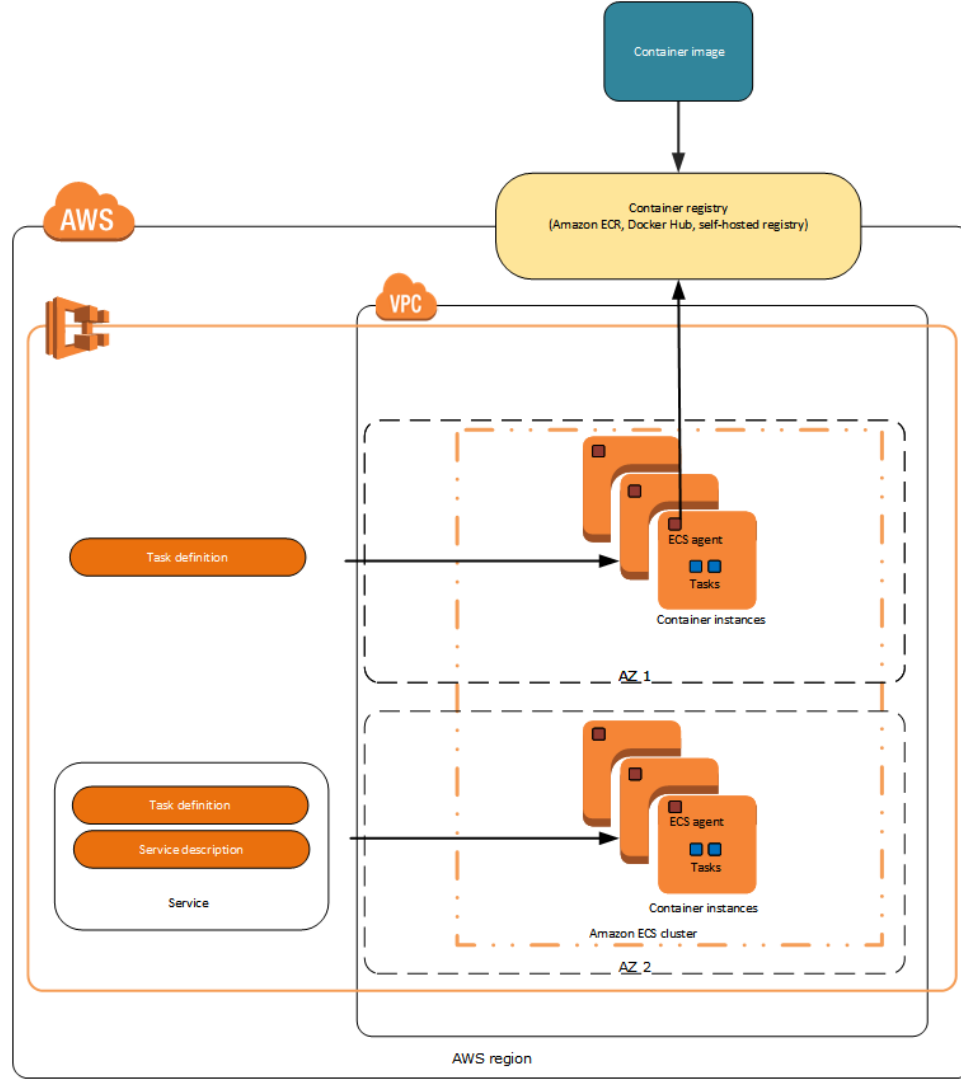 Container image
Container registry
(Amazon ECR, Docker Hub, self-hosted registry)
AWS
VPC
ECS agent
Tasks
Container instances
Task definition
AZ 1
ECS agent
Tasks
Container instances
Task definition
Service description
Service
Amazon ECS cluster
AZ 2
AWS region